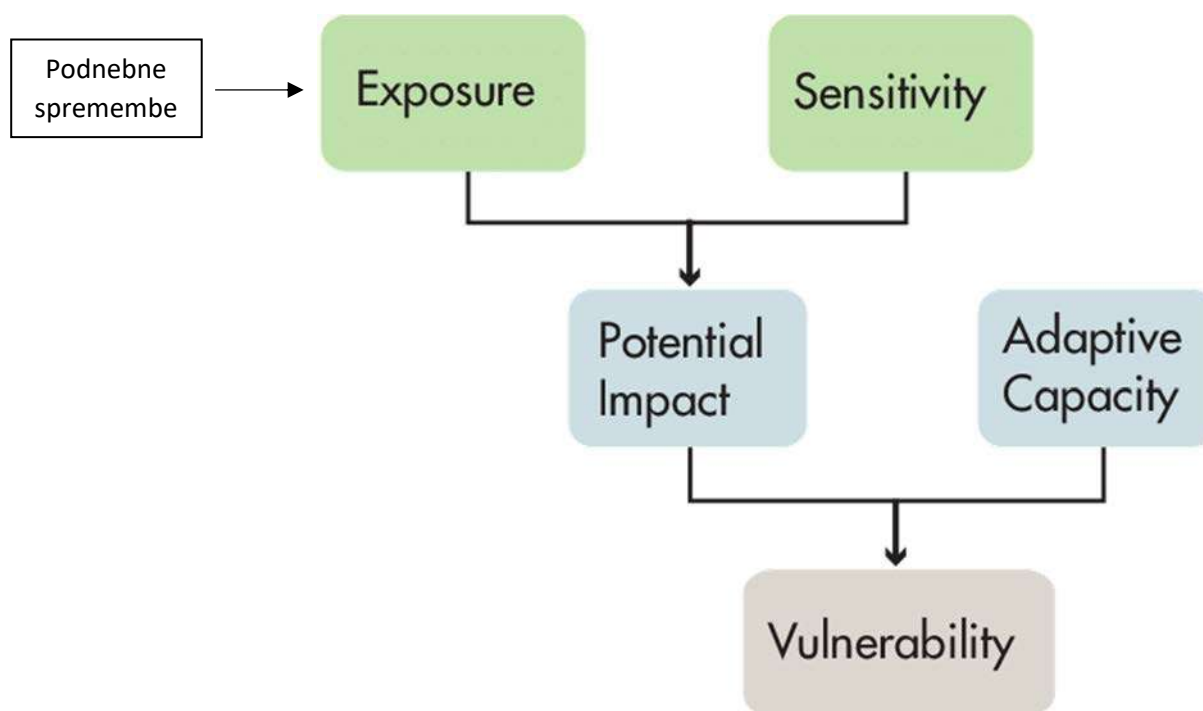 Podnebne
spremembe
Exposure
Sensitivity
Potential
Impact
Adaptive
Capacity
Vulnerability